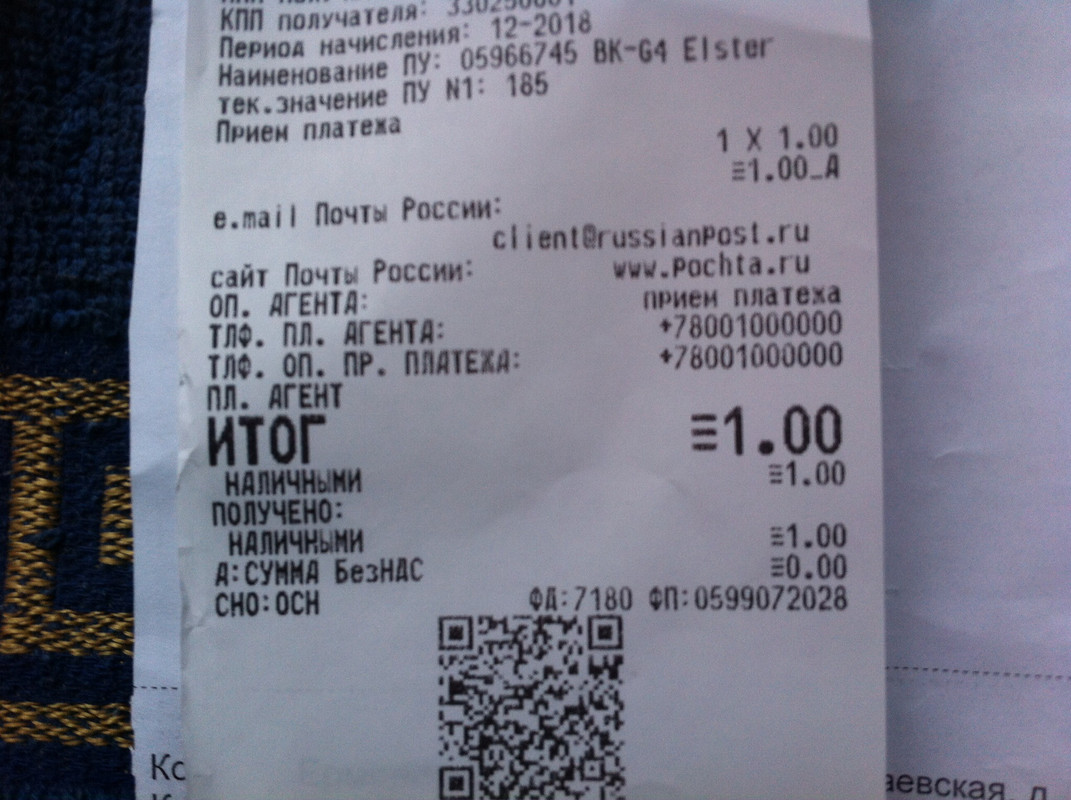 КПП получателя:
Период начисления: 12-2018
Наименование ПУ: 05966745 BK-G4 Elster
тек.значение ПУ N1: 185
Прием платежа
1 X 1.00
≡1.00_А
e.mail Почты России:
client@russianpost.ru
сайт Почты России: www.pochta.ru
ОП. АГЕНТА: прием платежа
ТЛФ. ПЛ. АГЕНТА: +78001000000
ТЛФ. ОП. ПР. ПЛАТЕЖА: +78001000000
ПЛ. АГЕНТ
ИТОГ ≡1.00
НАЛИЧНЫМИ ≡1.00
ПОЛУЧЕНО:
НАЛИЧНЫМИ ≡1.00
А:СУММА БезНДС ≡0.00
СНО:ОСН ФД:7180 ФП:0599072028